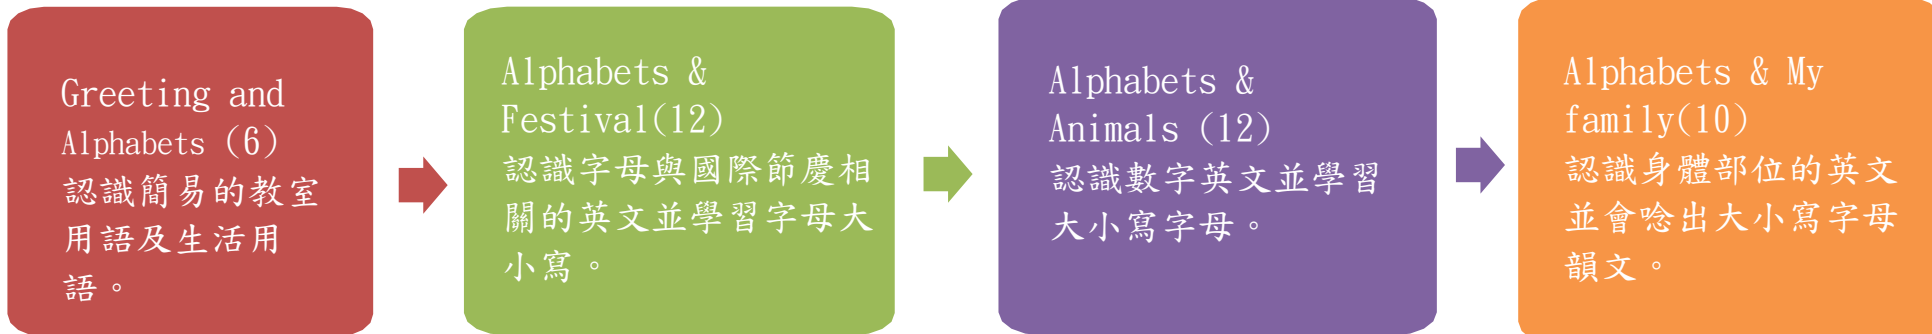 Greeting and
Alphabets (6)
認識簡易的教室
用語及生活用
語。
Alphabets &
Festival(12)
認識字母與國際節慶相
關的英文並學習字母大
小寫。
Alphabets &
Animals (12)
認識數字英文並學習
大小寫字母。
Alphabets & My
family(10)
認識身體部位的英文
並會唸出大小寫字母
韻文。